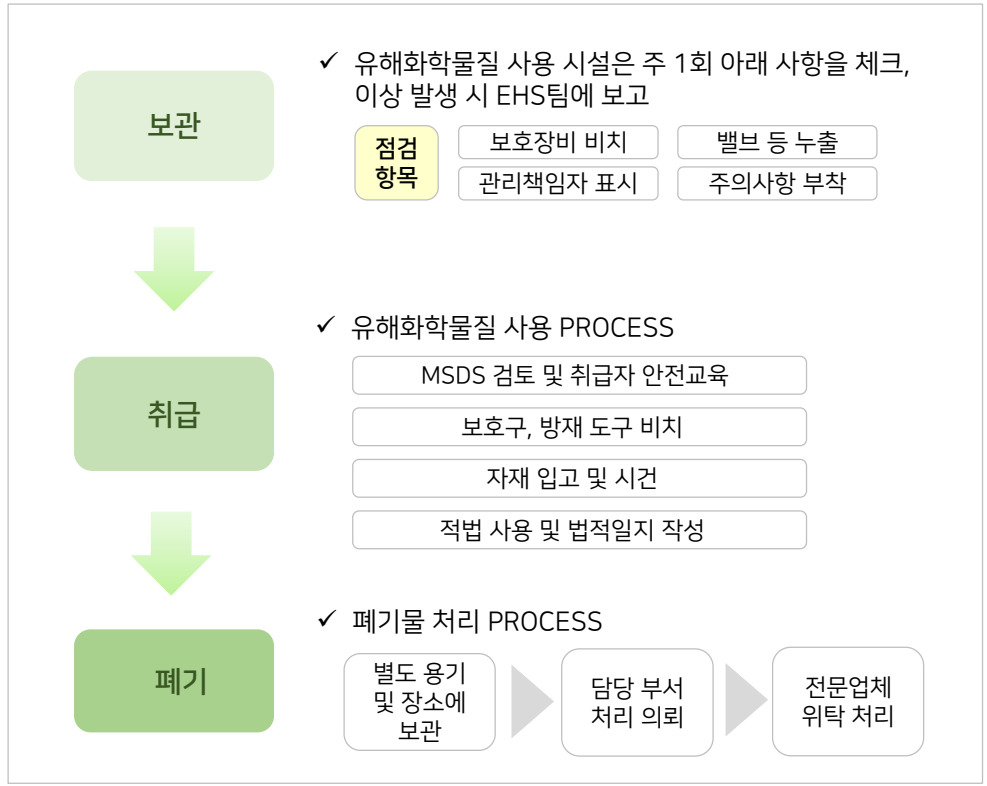 보관
✓ 유해화학물질 사용 시설은 주 1회 아래 사항을 체크,
이상 발생 시 EHS팀에 보고
점검
항목
보호장비 비치
밸브 등 누출
관리책임자 표시
주의사항 부착
취급
✓ 유해화학물질 사용 PROCESS
MSDS 검토 및 취급자 안전교육
보호구, 방재 도구 비치
자재 입고 및 시건
적법 사용 및 법적일지 작성
폐기
✓ 폐기물 처리 PROCESS
별도 용기
및 장소에
보관
담당 부서
처리 의뢰
전문업체
위탁 처리